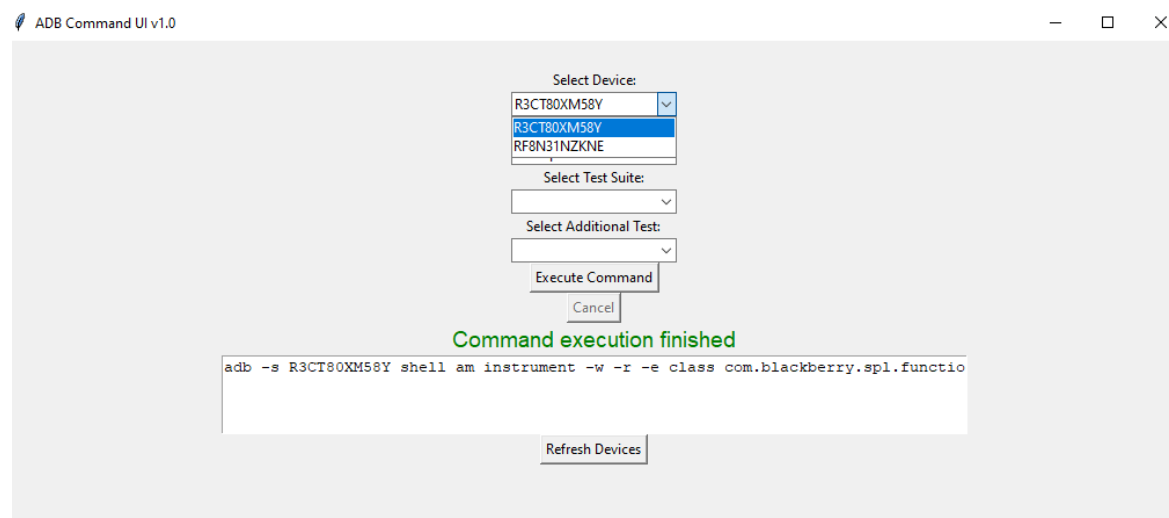 ADB Command UI v1.0
Select Device:
R3CT80XM58Y
R3CT80XM58Y
RF8N31NZKNE
Select Test Suite:
Select Additional Test:
Execute Command
Cancel
Command execution finished
adb -s R3CT80XM58Y shell am instrument -w -r -e class com.blackberry.spl.functio
Refresh Devices